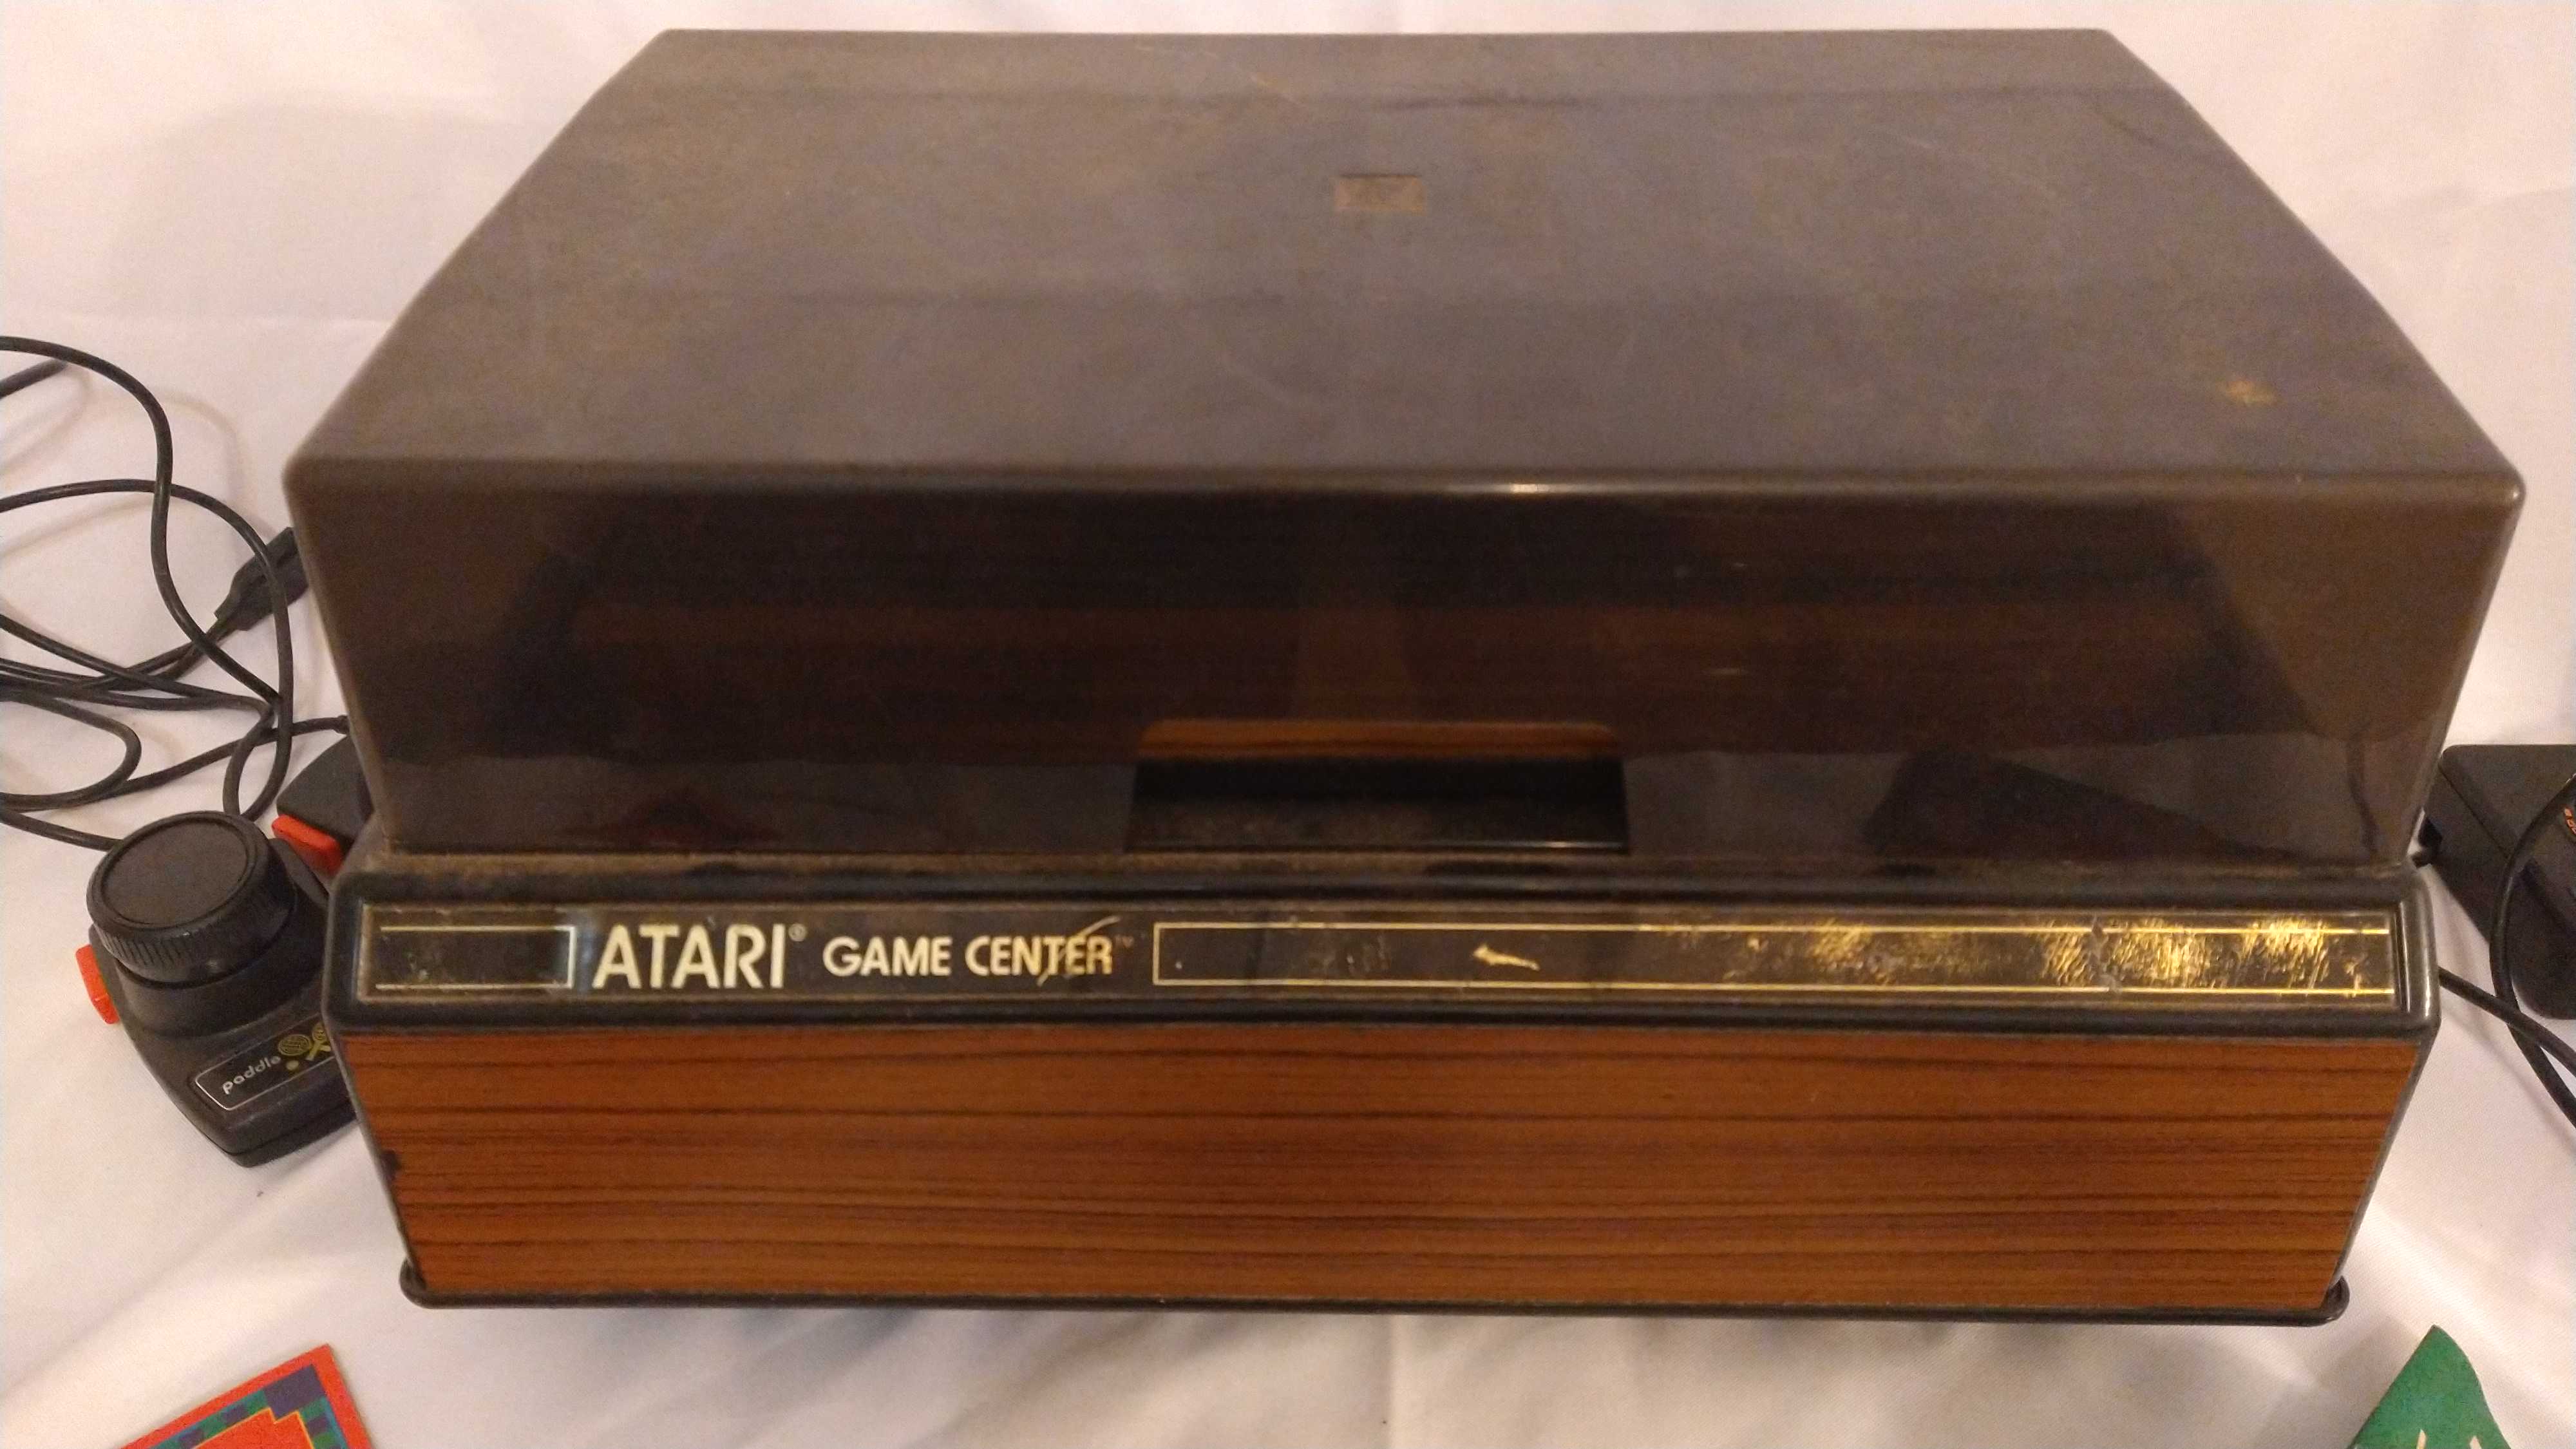 ATARI® GAME CENTER™
paddle